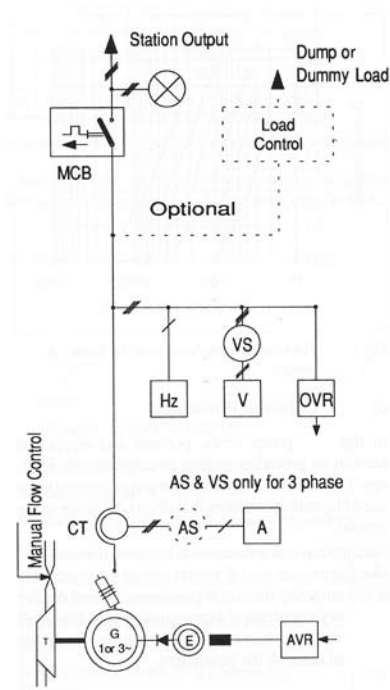 Station Output
Dump or
Dummy Load
Load
Control
MCB
Optional
VS
Hz
V
OVR
AS & VS only for 3 phase
Manual Flow Control
CT
AS
A
T
G
1or 3~
E
AVR